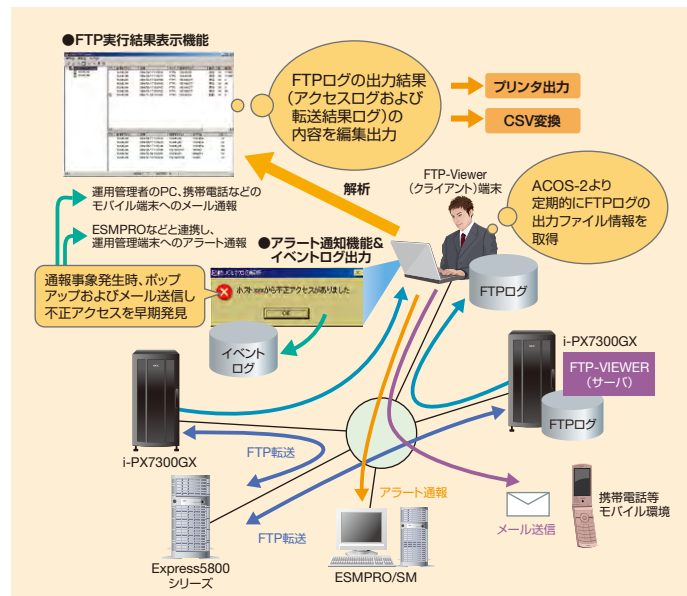 ●FTP実行結果表示機能
FTPログの出力結果
(アクセスログおよび
転送結果ログ)の
内容を編集出力
プリンタ出力
CSV変換
解析
FTP-Viewer
(クライアント)端末
ACOS-2より
定期的にFTPログの
出力ファイル情報を
取得
運用管理者のPC、携帯電話などの
モバイル端末へのメール通報
ESMPROなどと連携し、
運用管理端末へのアラート通報
●アラート通知機能&
イベントログ出力
通報事象発生時、ポップ
アップおよびメール送信し
不正アクセスを早期発見
ホスト xxxから不正アクセスがありました
OK
イベント
ログ
FTPログ
i-PX7300GX
FTP-VIEWER
(サーバ)
FTPログ
i-PX7300GX
FTP転送
FTP転送
アラート通報
メール送信
携帯電話等
モバイル環境
Express5800
シリーズ
ESMPRO/SM